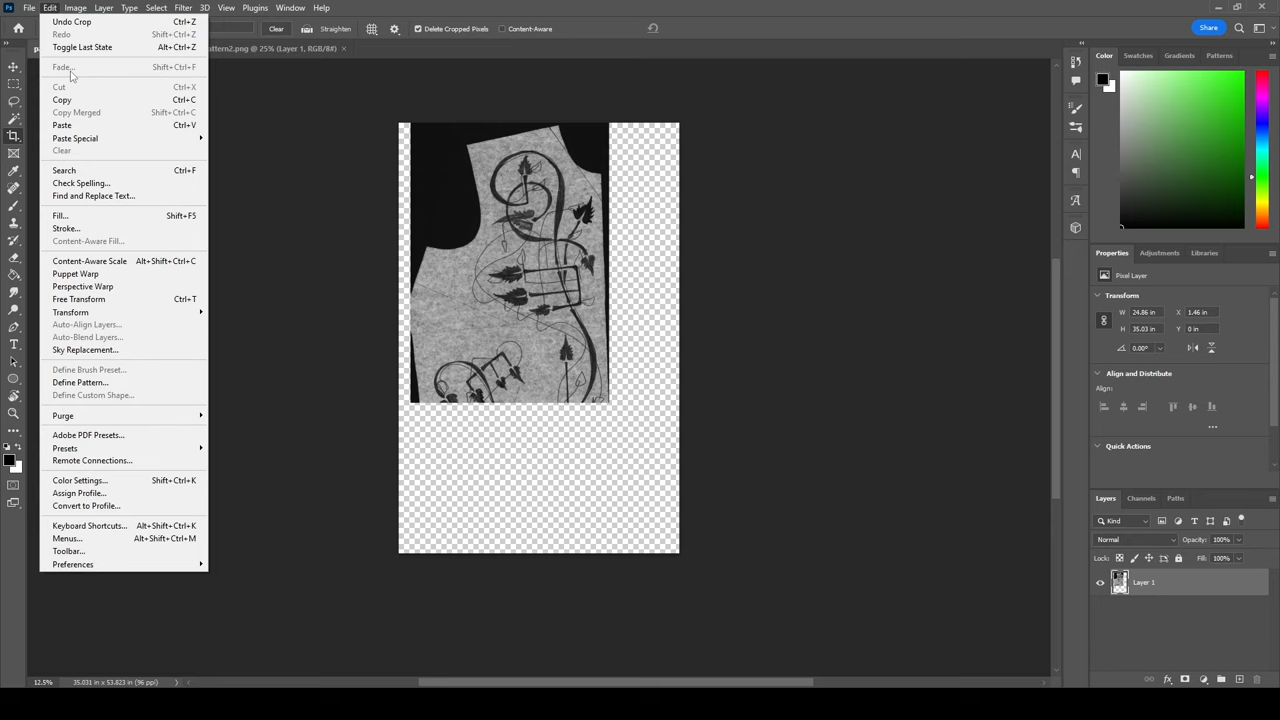 Ps File Edit Image Layer Type Select Filter 3D View Plugins Window Help
Clear Straighten Delete Cropped Pixels Content-Aware Share
pattern2.png @ 25% (Layer 1, RGB/8#) ×
Undo Crop Ctrl+Z
Redo Shift+Ctrl+Z
Toggle Last State Alt+Ctrl+Z
Fade... Shift+Ctrl+F
Cut Ctrl+X
Copy Ctrl+C
Copy Merged Shift+Ctrl+C
Paste Ctrl+V
Paste Special
Clear
Search Ctrl+F
Check Spelling...
Find and Replace Text...
Fill... Shift+F5
Stroke...
Content-Aware Fill...
Content-Aware Scale Alt+Shift+Ctrl+C
Puppet Warp
Perspective Warp
Free Transform Ctrl+T
Transform
Auto-Align Layers...
Auto-Blend Layers...
Sky Replacement...
Define Brush Preset...
Define Pattern...
Define Custom Shape...
Purge
Adobe PDF Presets...
Presets
Remote Connections...
Color Settings... Shift+Ctrl+K
Assign Profile...
Convert to Profile...
Keyboard Shortcuts... Alt+Shift+Ctrl+K
Menus... Alt+Shift+Ctrl+M
Toolbar...
Preferences
12.5% 35.031 in x 53.823 in (96 ppi)
Color Swatches Gradients Patterns
Properties Adjustments Libraries
Pixel Layer
Transform
W 24.86 in X 1.46 in
H 35.03 in Y 0 in
0.00°
Align and Distribute
Align:
Quick Actions
Layers Channels Paths
Kind
Normal Opacity: 100%
Lock: Fill: 100%
Layer 1